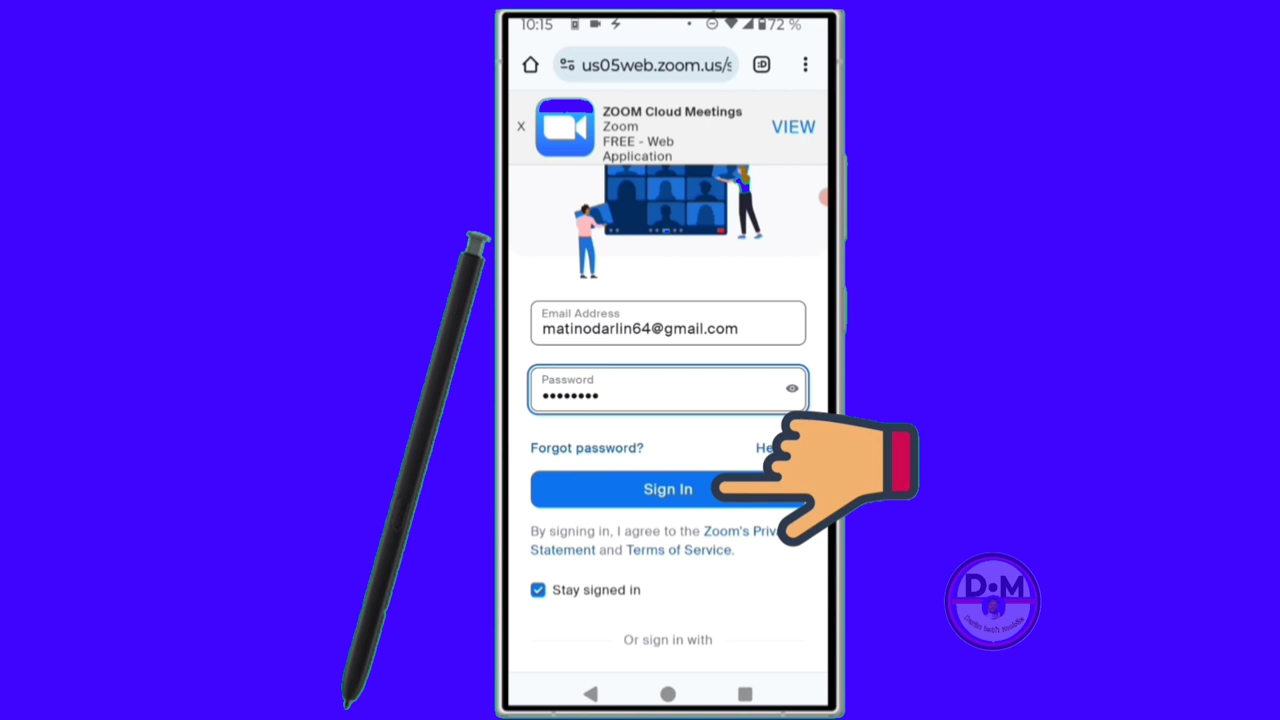 10:15
72 %
us05web.zoom.us/s
:D
X
ZOOM Cloud Meetings
Zoom
FREE - Web
Application
VIEW
Email Address
matinodarlin64@gmail.com
Password
••••••••
Forgot password?
He
Sign In
By signing in, I agree to the Zoom's Priva
Statement and Terms of Service.
Stay signed in
Or sign in with
D•M